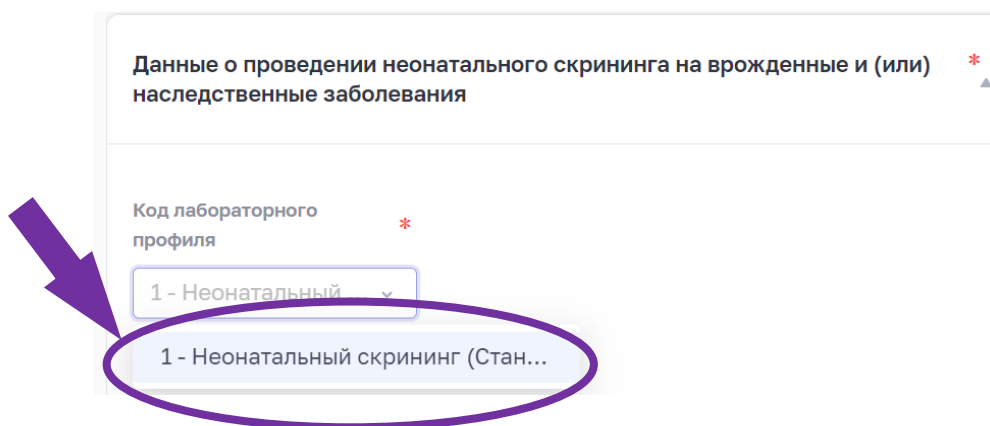 Данные о проведении неонатального скрининга на врожденные и (или) *
наследственные заболевания
Код лабораторного
профиля *
1 - Неонатальный ...
1 - Неонатальный скрининг (Стан...